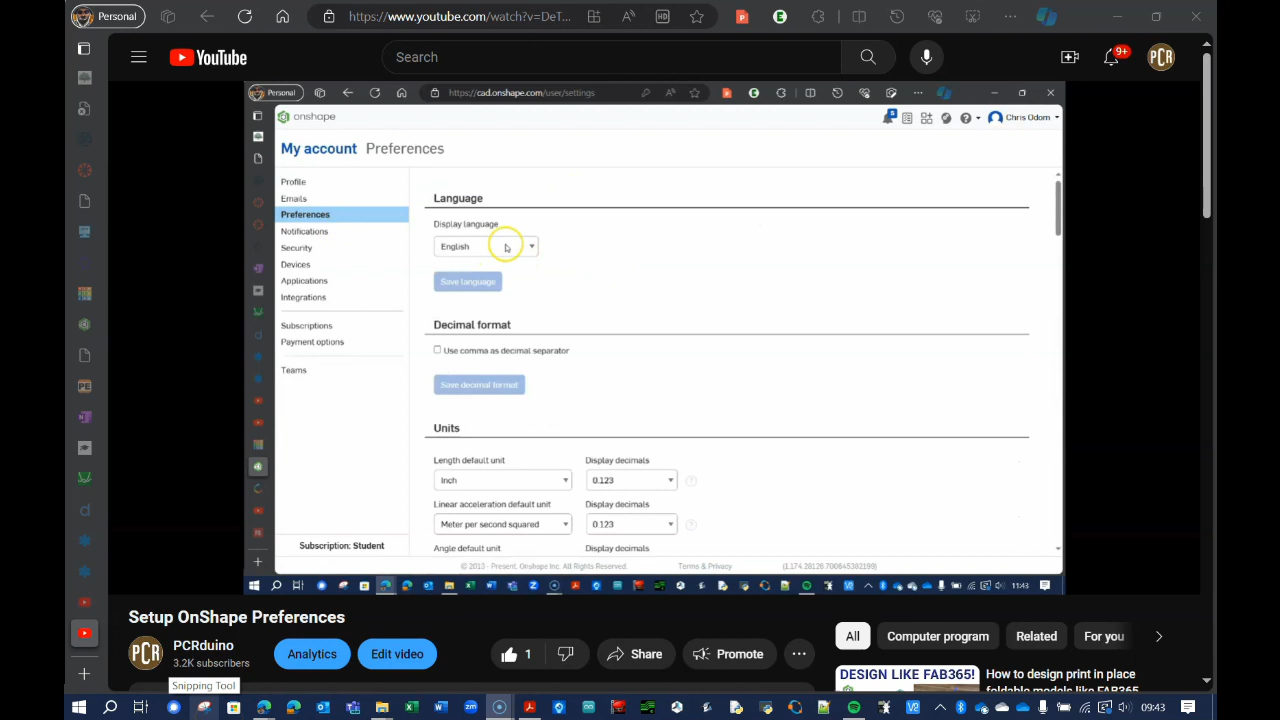 Personal
https://www.youtube.com/watch?v=DeT...
HD
YouTube
Search
9+
PCR
Personal
https://cad.onshape.com/user/settings
onshape
5
Chris Odom
My account Preferences
Profile
Emails
Preferences
Notifications
Security
Devices
Applications
Integrations
Subscriptions
Payment options
Teams
Subscription: Student
Language
Display language
English
Save language
Decimal format
Use comma as decimal separator
Save decimal format
Units
Length default unit
Display decimals
Inch
0.123
Linear acceleration default unit
Display decimals
Meter per second squared
0.123
Angle default unit
Display decimals
© 2013 - Present. Onshape Inc. All Rights Reserved.
Terms & Privacy
(1.174.28126.700645382199)
11:43
Setup OnShape Preferences
PCR
PCRduino
3.2K subscribers
Analytics
Edit video
1
Share
Promote
All
Computer program
Related
For you
DESIGN LIKE FAB365!
How to design print in place
foldable models like FAB365
Snipping Tool
09:43